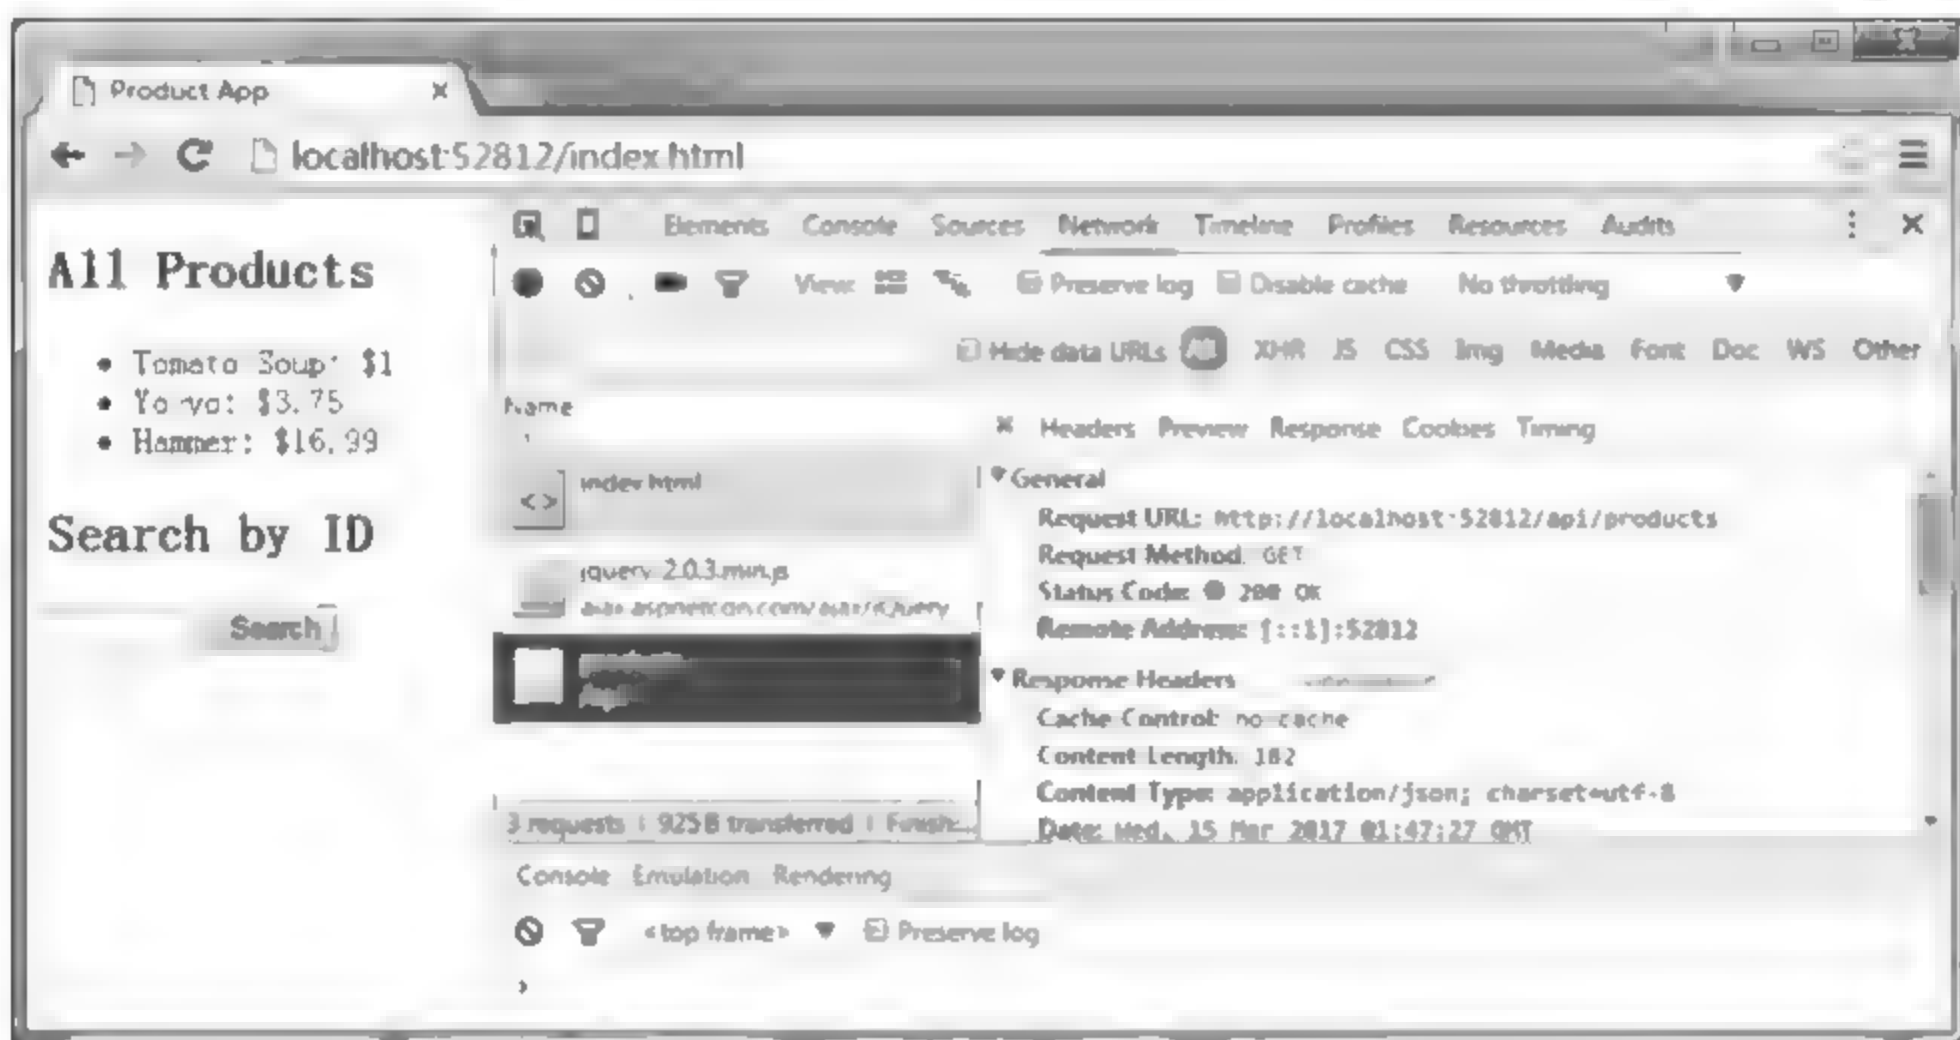 Product App
localhost:52812/index.html
All Products
Tomato Soup: $1
Yo-yo: $3.75
Hammer: $16.99
Search by ID
Search
Elements Console Sources Network Timeline Profiles Resources Audits
View: Preserve log Disable cache No throttling
Hide data URLs All XHR JS CSS Img Media Font Doc WS Other
Name
index.html
jquery-2.0.3.min.js
ajax.aspnetcdn.com/ajax/jQuery
3 requests | 925 B transferred | Finish:...
Headers Preview Response Cookies Timing
General
Request URL: http://localhost:52812/api/products
Request Method: GET
Status Code: 200 OK
Remote Address: [::1]:52812
Response Headers
Cache-Control: no-cache
Content-Length: 182
Content-Type: application/json; charset=utf-8
Date: Wed, 15 Mar 2017 01:47:27 GMT
Console Emulation Rendering
<top frame> Preserve log